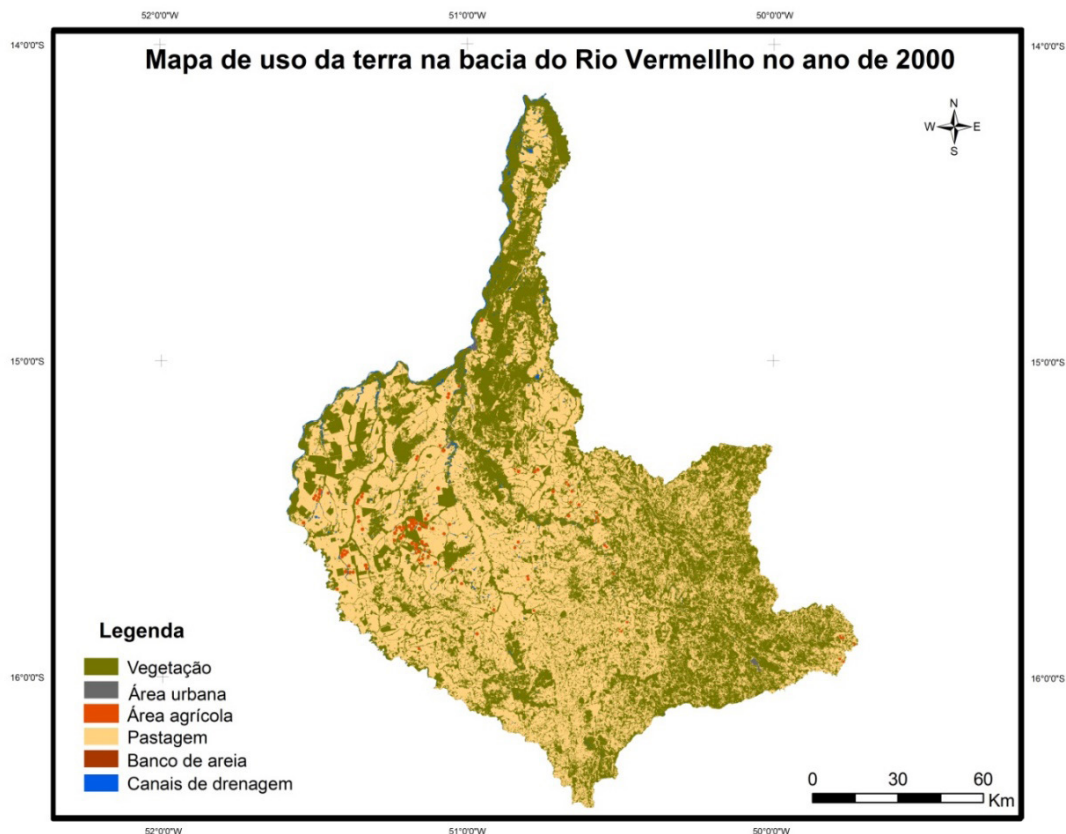 52°0'0"W 51°0'0"W 50°0'0"W
14°0'0"S 14°0'0"S
Mapa de uso da terra na bacia do Rio Vermellho no ano de 2000
N
W E
S
15°0'0"S 15°0'0"S
Legenda
Vegetação
16°0'0"S 16°0'0"S
Área urbana
Área agrícola
Pastagem
Banco de areia
Canais de drenagem
0 30 60
Km
52°0'0"W 51°0'0"W 50°0'0"W